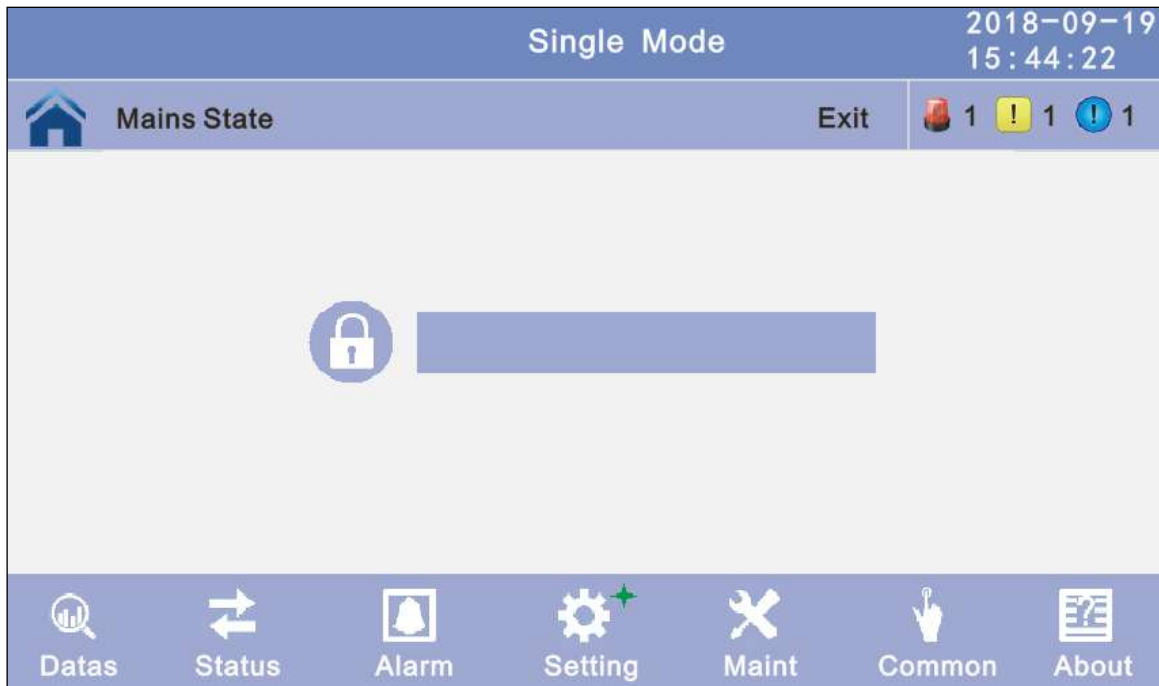 Single Mode
2018-09-19
15:44:22
Mains State
Exit
1
! 1
! 1
Datas
Status
Alarm
Setting
Maint
Common
? About